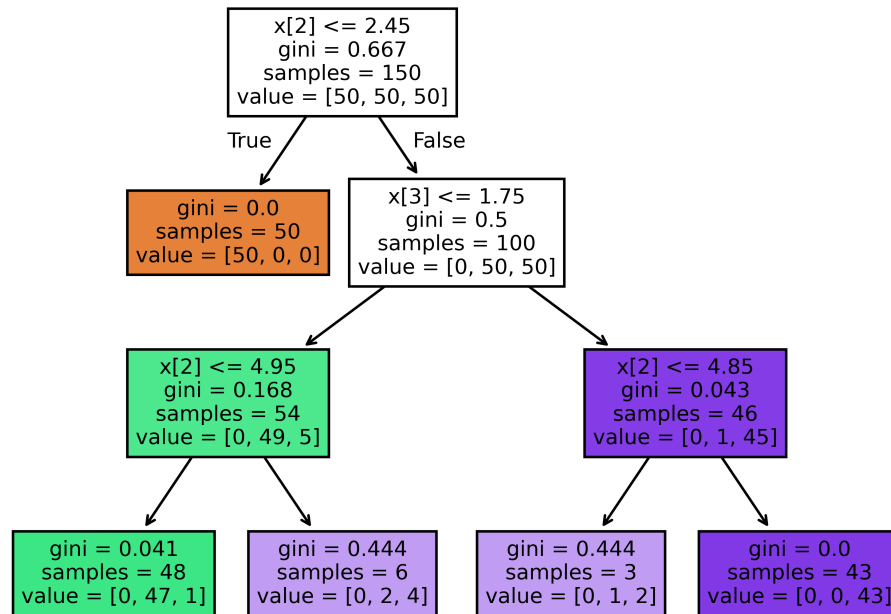 x[2] <= 2.45
gini = 0.667
samples = 150
value = [50, 50, 50]
True
False
gini = 0.0
samples = 50
value = [50, 0, 0]
x[3] <= 1.75
gini = 0.5
samples = 100
value = [0, 50, 50]
x[2] <= 4.95
gini = 0.168
samples = 54
value = [0, 49, 5]
x[2] <= 4.85
gini = 0.043
samples = 46
value = [0, 1, 45]
gini = 0.041
samples = 48
value = [0, 47, 1]
gini = 0.444
samples = 6
value = [0, 2, 4]
gini = 0.444
samples = 3
value = [0, 1, 2]
gini = 0.0
samples = 43
value = [0, 0, 43]